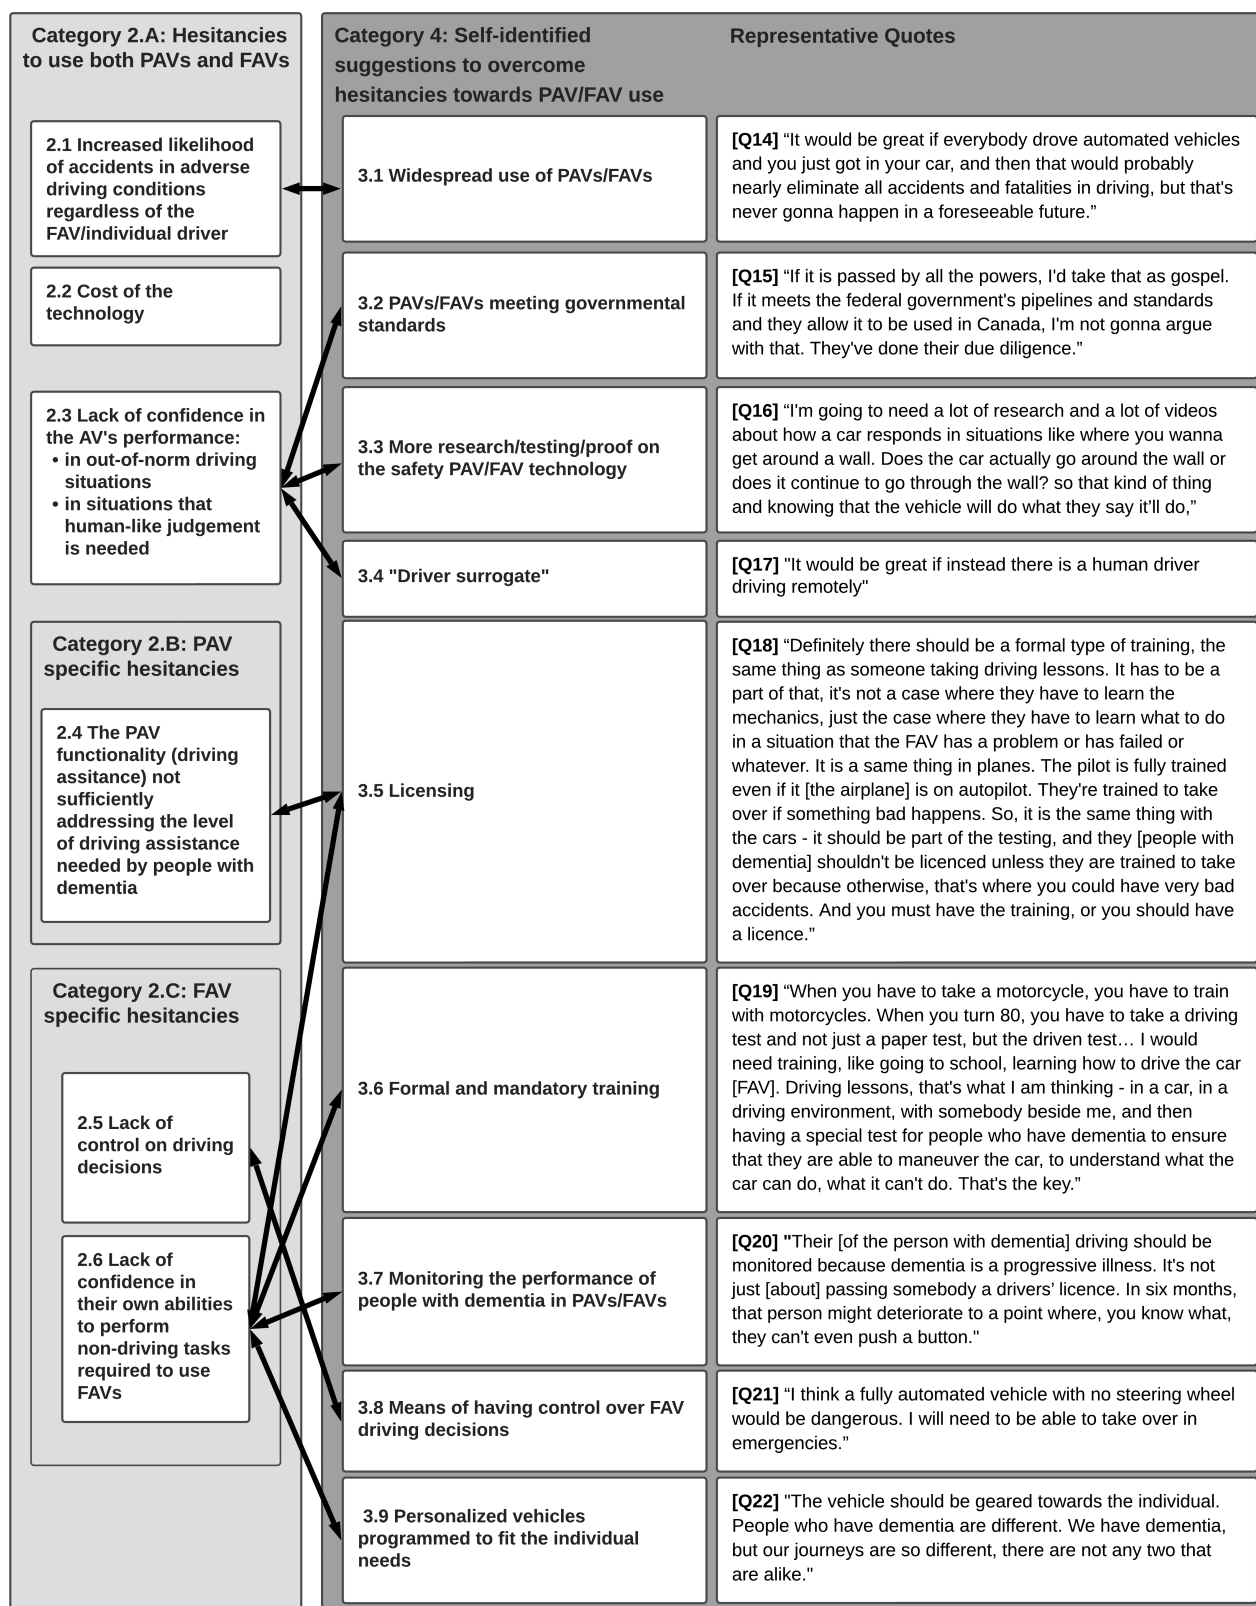 Category 2.A: Hesitancies
to use both PAVs and FAVs
2.1 Increased likelihood
of accidents in adverse
driving conditions
regardless of the
FAV/individual driver
2.2 Cost of the
technology
2.3 Lack of confidence in
the AV's performance:
• in out-of-norm driving
situations
• in situations that
human-like judgement
is needed
Category 2.B: PAV
specific hesitancies
2.4 The PAV
functionality (driving
assitance) not
sufficiently
addressing the level
of driving assistance
needed by people with
dementia
Category 2.C: FAV
specific hesitancies
2.5 Lack of
control on driving
decisions
2.6 Lack of
confidence in
their own abilities
to perform
non-driving tasks
required to use
FAVs
Category 4: Self-identified
suggestions to overcome
hesitancies towards PAV/FAV use
Representative Quotes
3.1 Widespread use of PAVs/FAVs
[Q14] “It would be great if everybody drove automated vehicles
and you just got in your car, and then that would probably
nearly eliminate all accidents and fatalities in driving, but that's
never gonna happen in a foreseeable future.”
3.2 PAVs/FAVs meeting governmental
standards
[Q15] “If it is passed by all the powers, I'd take that as gospel.
If it meets the federal government's pipelines and standards
and they allow it to be used in Canada, I'm not gonna argue
with that. They've done their due diligence.”
3.3 More research/testing/proof on
the safety PAV/FAV technology
[Q16] “I'm going to need a lot of research and a lot of videos
about how a car responds in situations like where you wanna
get around a wall. Does the car actually go around the wall or
does it continue to go through the wall? so that kind of thing
and knowing that the vehicle will do what they say it’ll do,”
3.4 "Driver surrogate"
[Q17] "It would be great if instead there is a human driver
driving remotely"
3.5 Licensing
[Q18] “Definitely there should be a formal type of training, the
same thing as someone taking driving lessons. It has to be a
part of that, it's not a case where they have to learn the
mechanics, just the case where they have to learn what to do
in a situation that the FAV has a problem or has failed or
whatever. It is a same thing in planes. The pilot is fully trained
even if it [the airplane] is on autopilot. They're trained to take
over if something bad happens. So, it is the same thing with
the cars - it should be part of the testing, and they [people with
dementia] shouldn't be licenced unless they are trained to take
over because otherwise, that's where you could have very bad
accidents. And you must have the training, or you should have
a licence.”
3.6 Formal and mandatory training
[Q19] “When you have to take a motorcycle, you have to train
with motorcycles. When you turn 80, you have to take a driving
test and not just a paper test, but the driven test… I would
need training, like going to school, learning how to drive the car
[FAV]. Driving lessons, that's what I am thinking - in a car, in a
driving environment, with somebody beside me, and then
having a special test for people who have dementia to ensure
that they are able to maneuver the car, to understand what the
car can do, what it can't do. That's the key.”
3.7 Monitoring the performance of
people with dementia in PAVs/FAVs
[Q20] "Their [of the person with dementia] driving should be
monitored because dementia is a progressive illness. It's not
just [about] passing somebody a drivers’ licence. In six months,
that person might deteriorate to a point where, you know what,
they can't even push a button."
3.8 Means of having control over FAV
driving decisions
[Q21] “I think a fully automated vehicle with no steering wheel
would be dangerous. I will need to be able to take over in
emergencies.”
3.9 Personalized vehicles
programmed to fit the individual
needs
[Q22] "The vehicle should be geared towards the individual.
People who have dementia are different. We have dementia,
but our journeys are so different, there are not any two that
are alike."